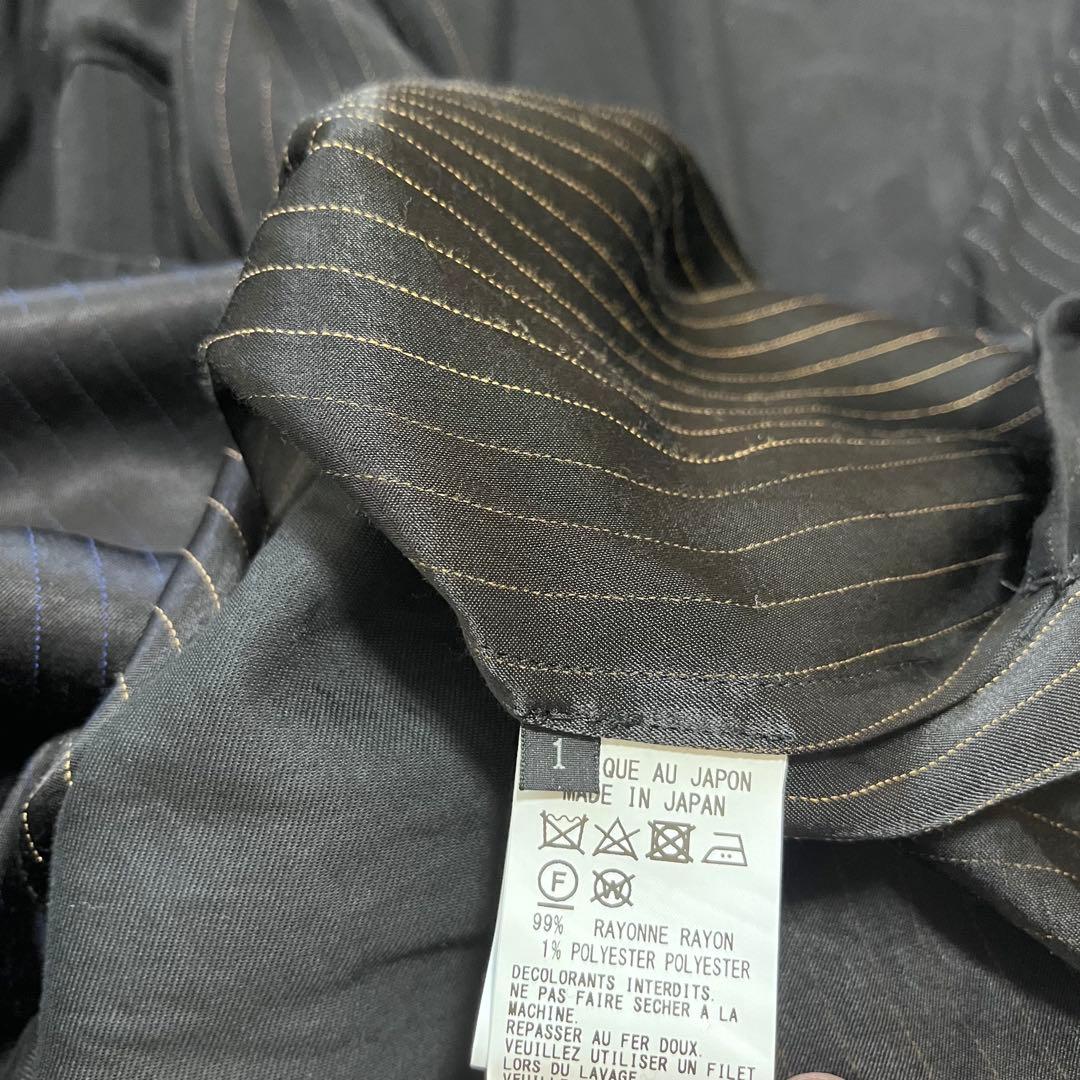 1
QUE AU JAPON
MADE IN JAPAN
F
W
99% RAYONNE RAYON
1% POLYESTER POLYESTER
DECOLORANTS INTERDITS.
NE PAS FAIRE SECHER A LA
MACHINE.
REPASSER AU FER DOUX.
VEUILLEZ UTILISER UN FILET
LORS DU LAVAGE